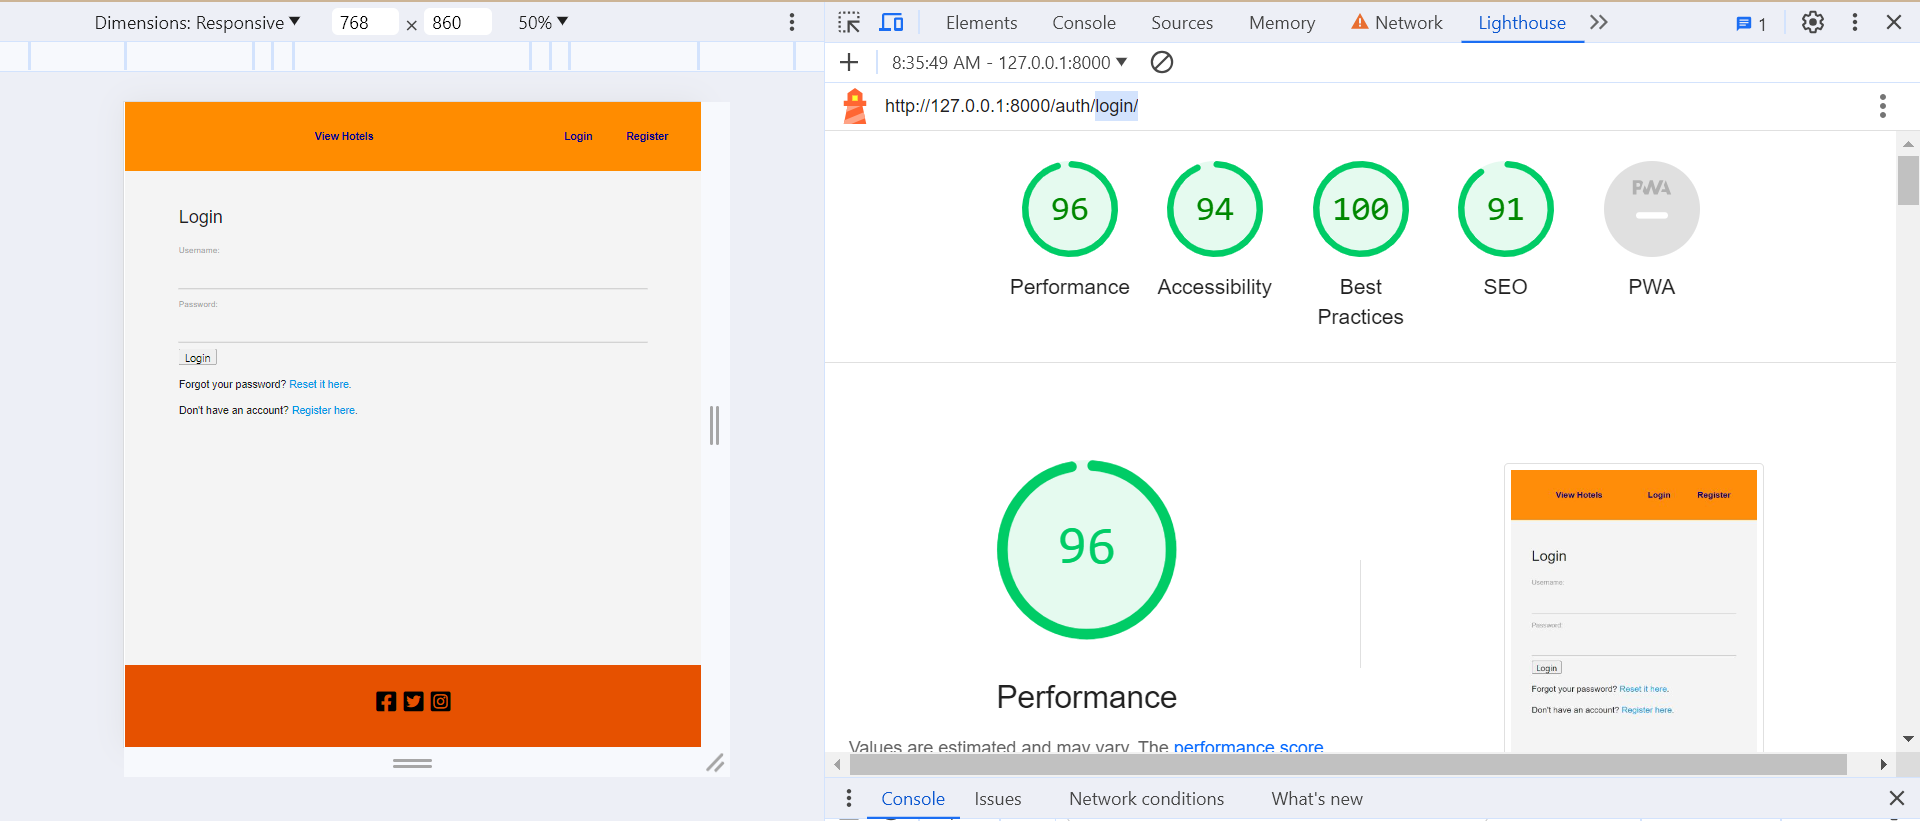 Dimensions: Responsive 768 × 860 50%
View Hotels Login Register
Login
Username:
Password:
Login
Forgot your password? Reset it here.
Don't have an account? Register here.
Elements Console Sources Memory Network Lighthouse 1
8:35:49 AM - 127.0.0.1:8000
http://127.0.0.1:8000/auth/login/
96 94 100 91 PWA
Performance Accessibility Best Practices SEO PWA
96
Performance
Values are estimated and may vary. The performance score
View Hotels Login Register
Login
Username:
Password:
Login
Forgot your password? Reset it here.
Don't have an account? Register here.
Console Issues Network conditions What's new